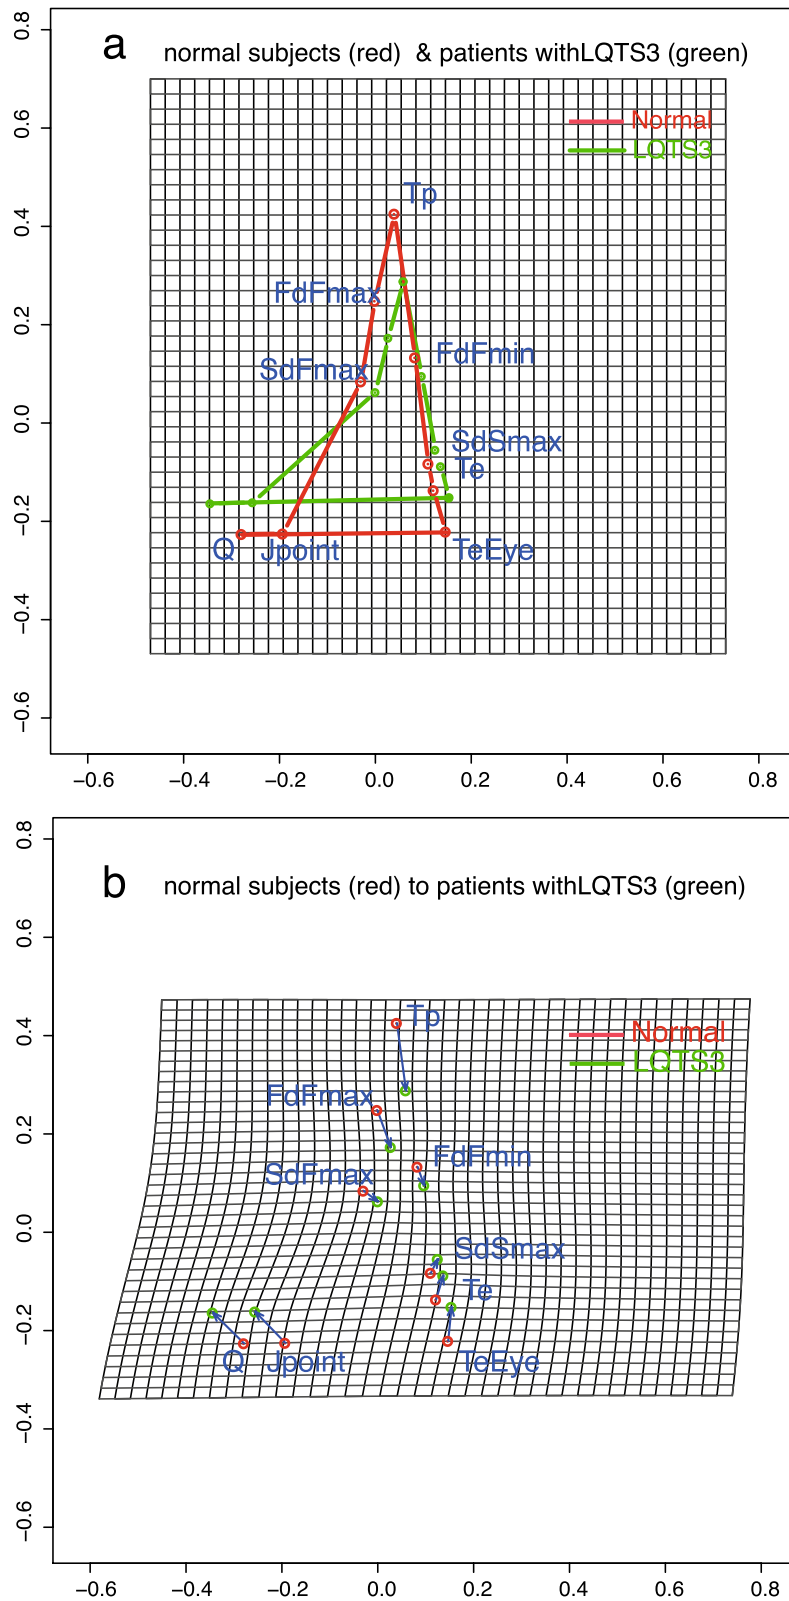 a normal subjects (red) & patients withLQTS3 (green)
0.8
0.6
0.4
0.2
0.0
−0.2
−0.4
−0.6
Normal
LQTS3
Tp
FdFmax
FdFmin
SdFmax
SdSmax
Te
Q Jpoint TeEye
−0.6 −0.4 −0.2 0.0 0.2 0.4 0.6 0.8
b normal subjects (red) to patients withLQTS3 (green)
0.8
0.6
0.4
0.2
0.0
−0.2
−0.4
−0.6
Tp
Normal
LQTS3
FdFmax
FdFmin
SdFmax
SdSmax
Te
Q Jpoint TeEye
−0.6 −0.4 −0.2 0.0 0.2 0.4 0.6 0.8